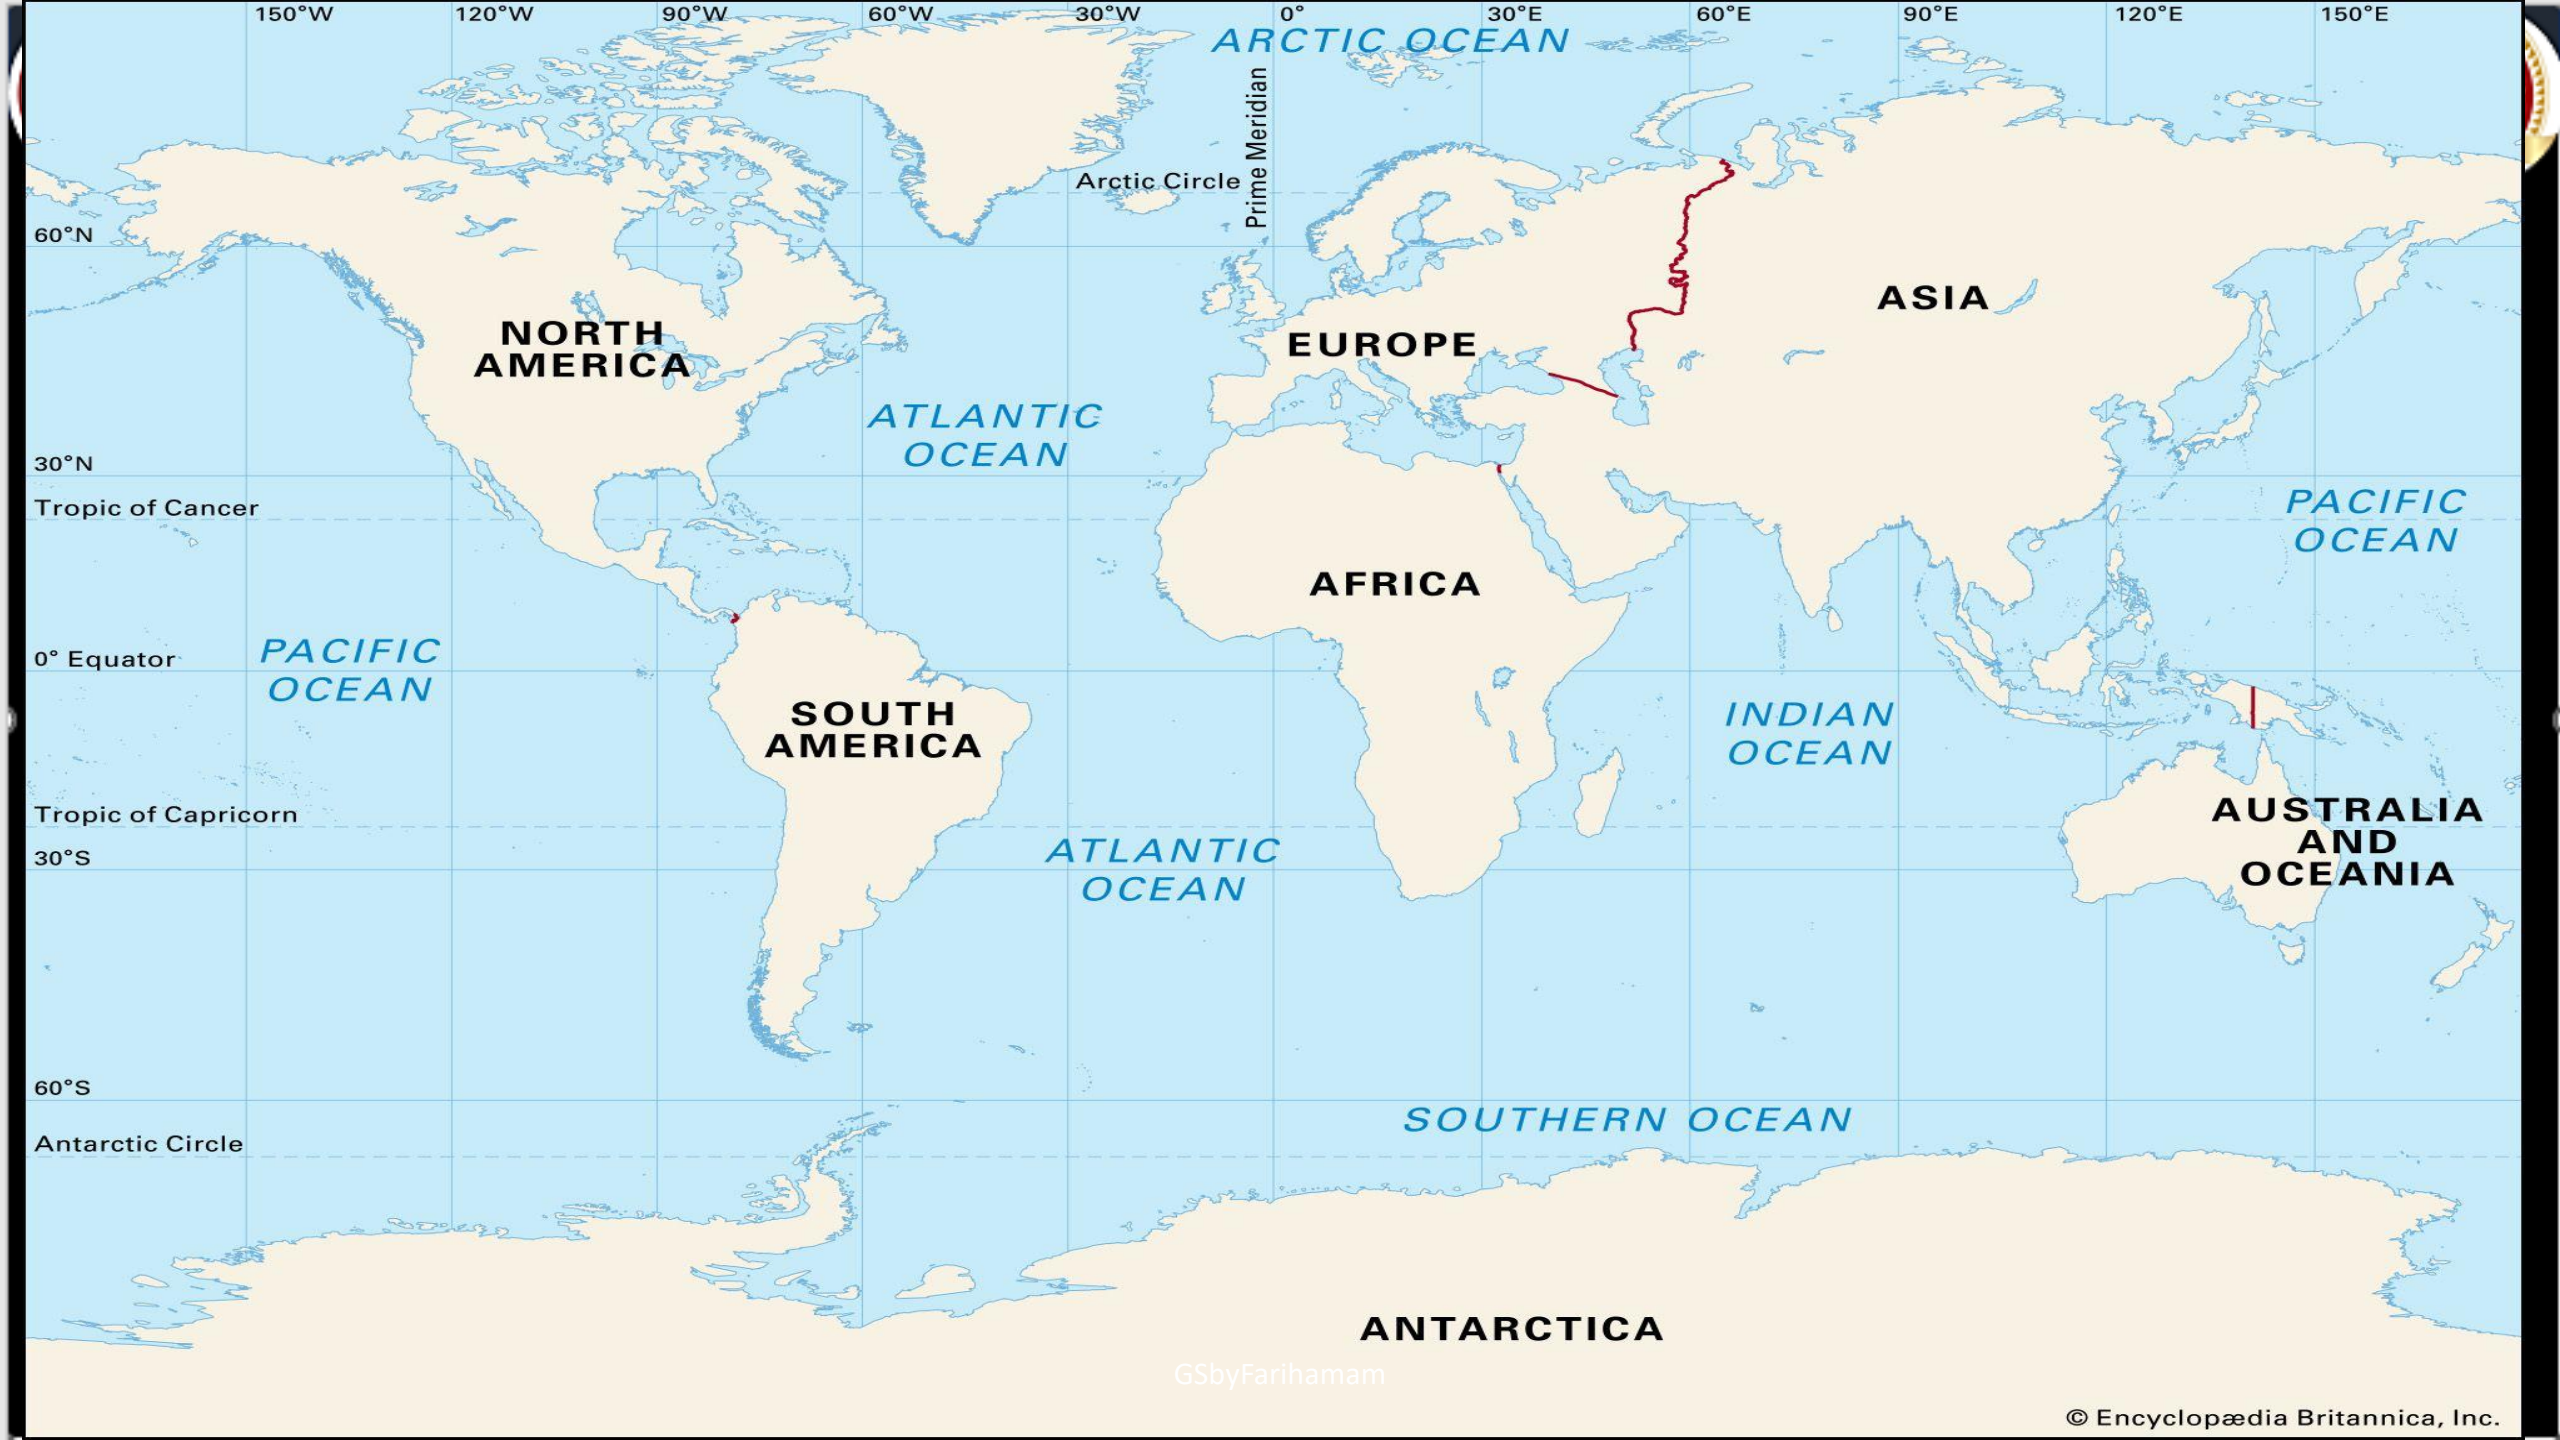 150°W 120°W 90°W 60°W 30°W 0° 30°E 60°E 90°E 120°E 150°E
ARCTIC OCEAN
Prime Meridian
Arctic Circle
60°N
ASIA
NORTH
AMERICA
EUROPE
ATLANTIC
OCEAN
30°N
Tropic of Cancer
PACIFIC
OCEAN
AFRICA
PACIFIC
OCEAN
0° Equator
SOUTH
AMERICA
INDIAN
OCEAN
Tropic of Capricorn
AUSTRALIA
AND
OCEANIA
30°S
ATLANTIC
OCEAN
60°S
SOUTHERN OCEAN
Antarctic Circle
ANTARCTICA
GSbyFarihamam
© Encyclopædia Britannica, Inc.